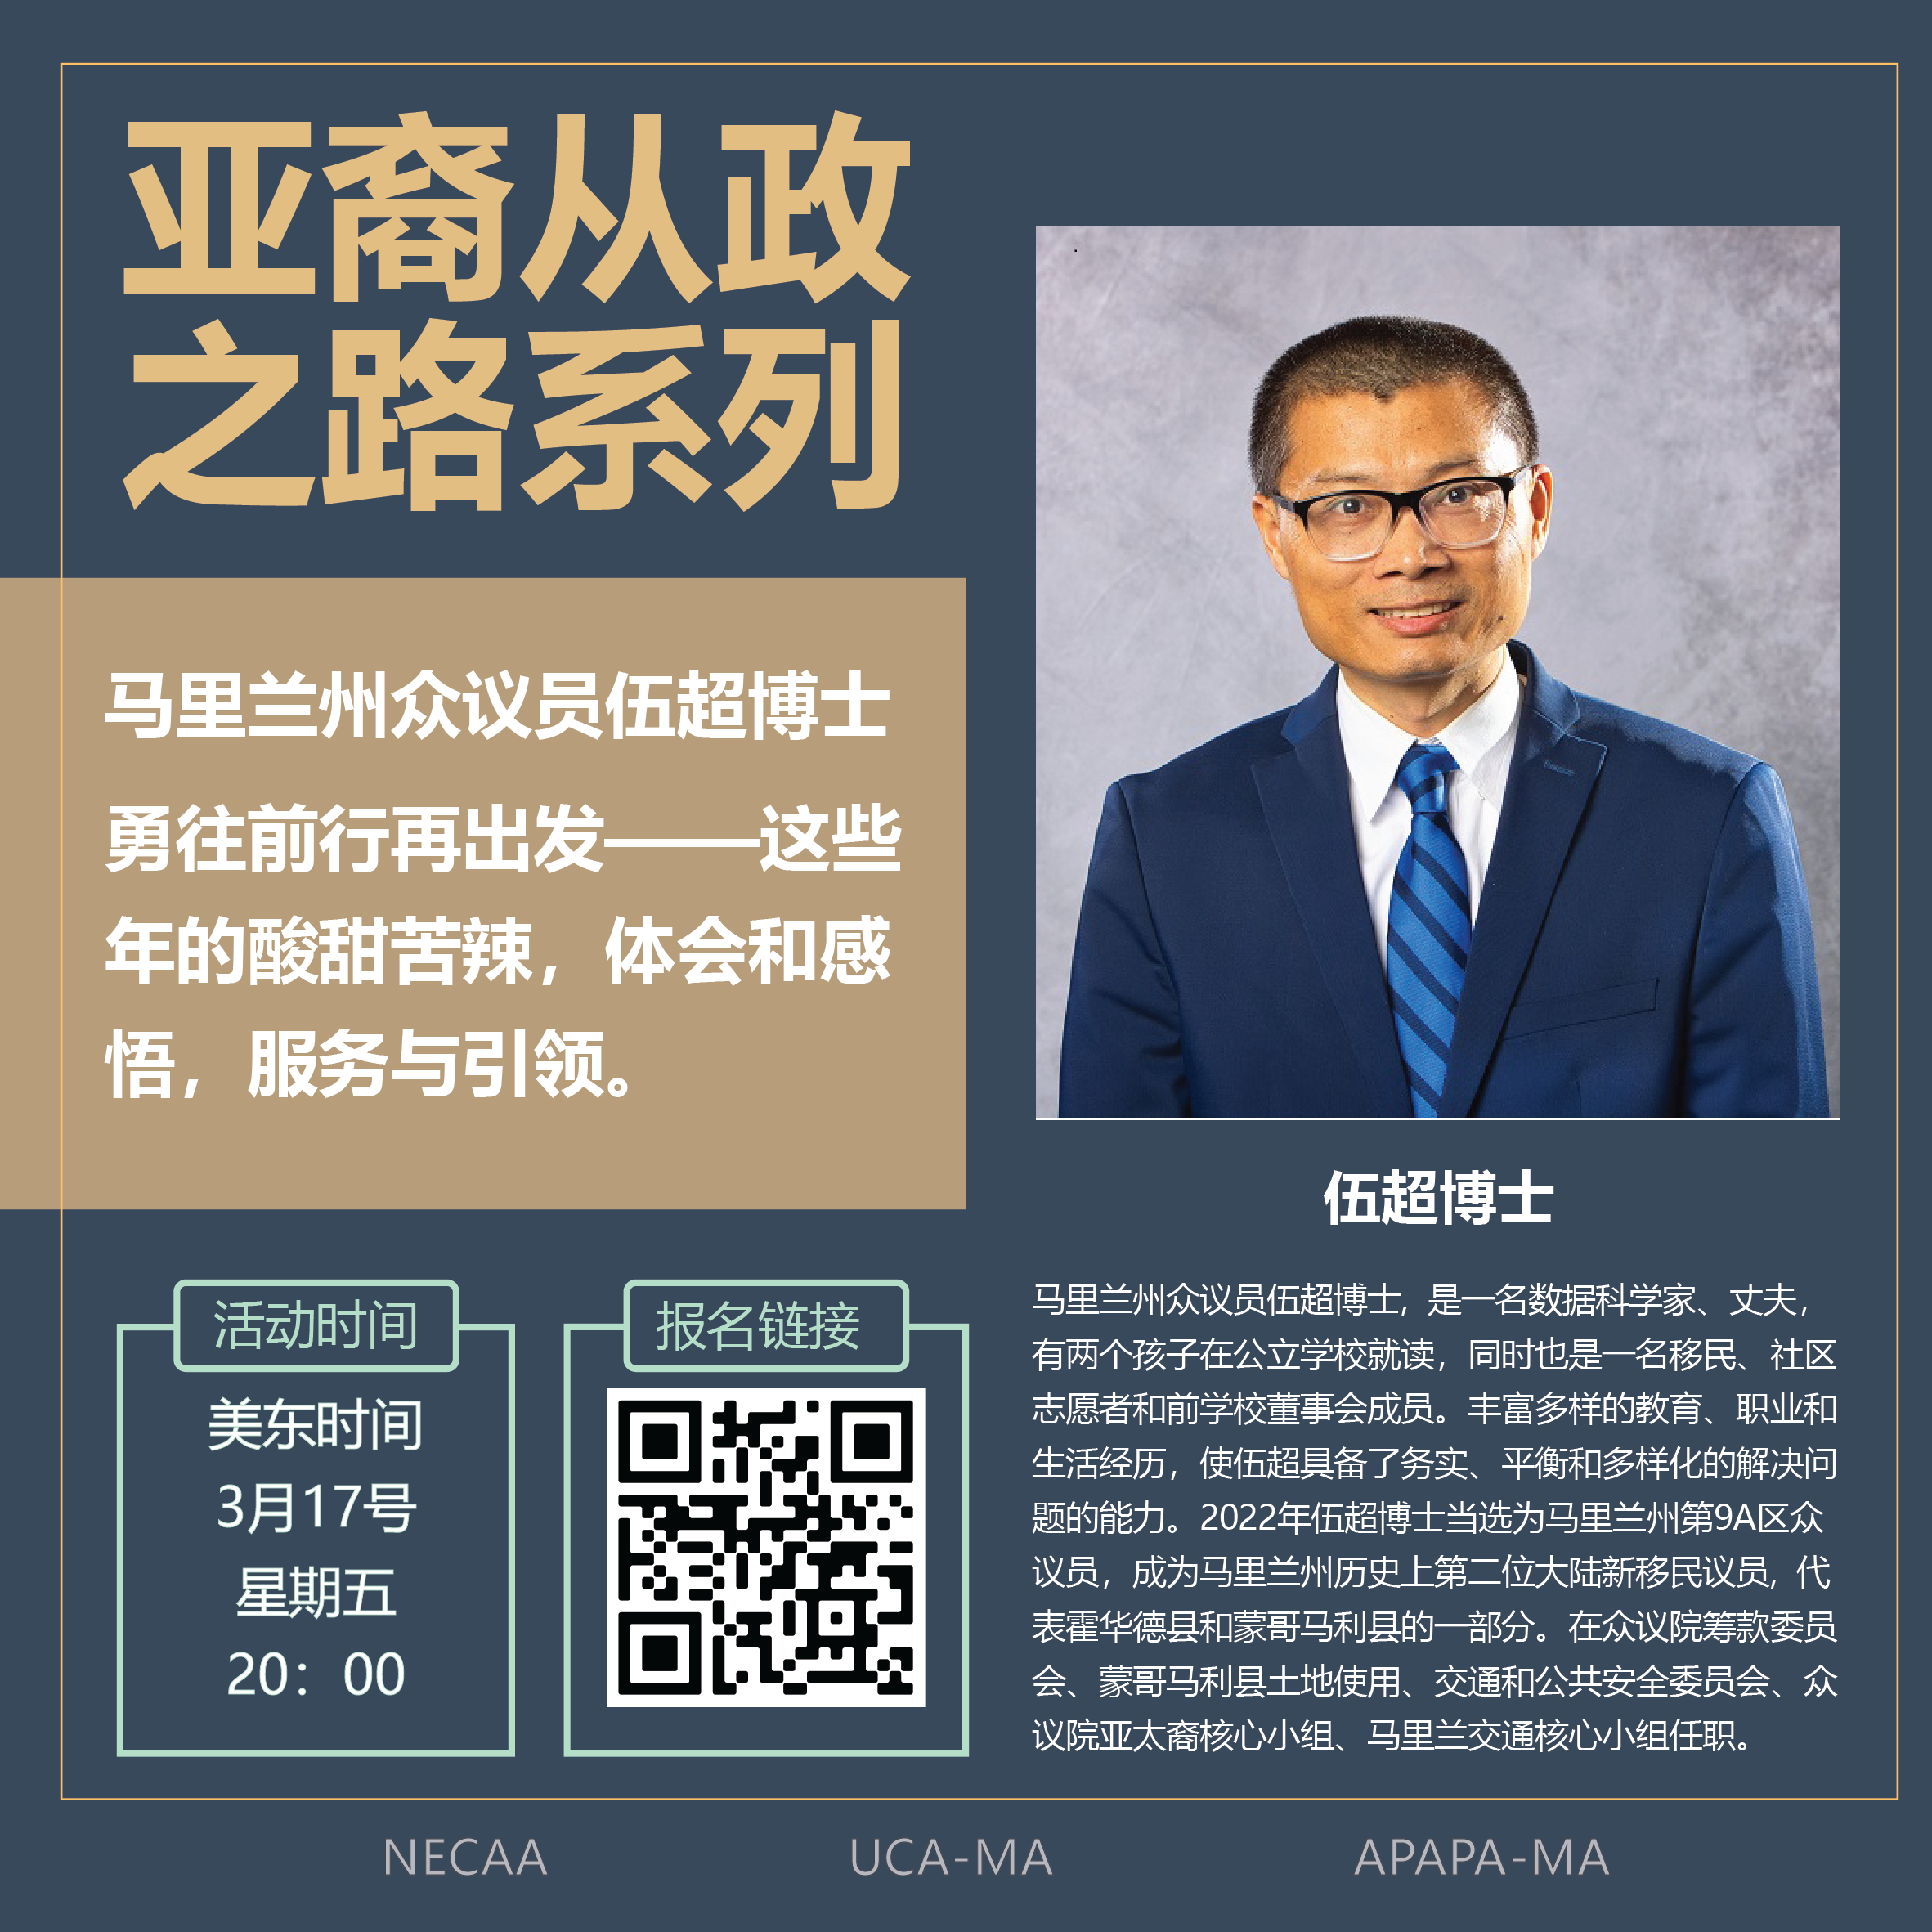 亚裔从政
之路系列
马里兰州众议员伍超博士
勇往前行再出发——这些
年的酸甜苦辣，体会和感
悟，服务与引领。
伍超博士
马里兰州众议员伍超博士，是一名数据科学家、丈夫，
有两个孩子在公立学校就读，同时也是一名移民、社区
志愿者和前学校董事会成员。丰富多样的教育、职业和
生活经历，使伍超具备了务实、平衡和多样化的解决问
题的能力。2022年伍超博士当选为马里兰州第9A区众
议员，成为马里兰州历史上第二位大陆新移民议员，代
表霍华德县和蒙哥马利县的一部分。在众议院筹款委员
会、蒙哥马利县土地使用、交通和公共安全委员会、众
议院亚太裔核心小组、马里兰交通核心小组任职。
活动时间
美东时间
3月17号
星期五
20：00
报名链接
NECAA
UCA-MA
APAPA-MA